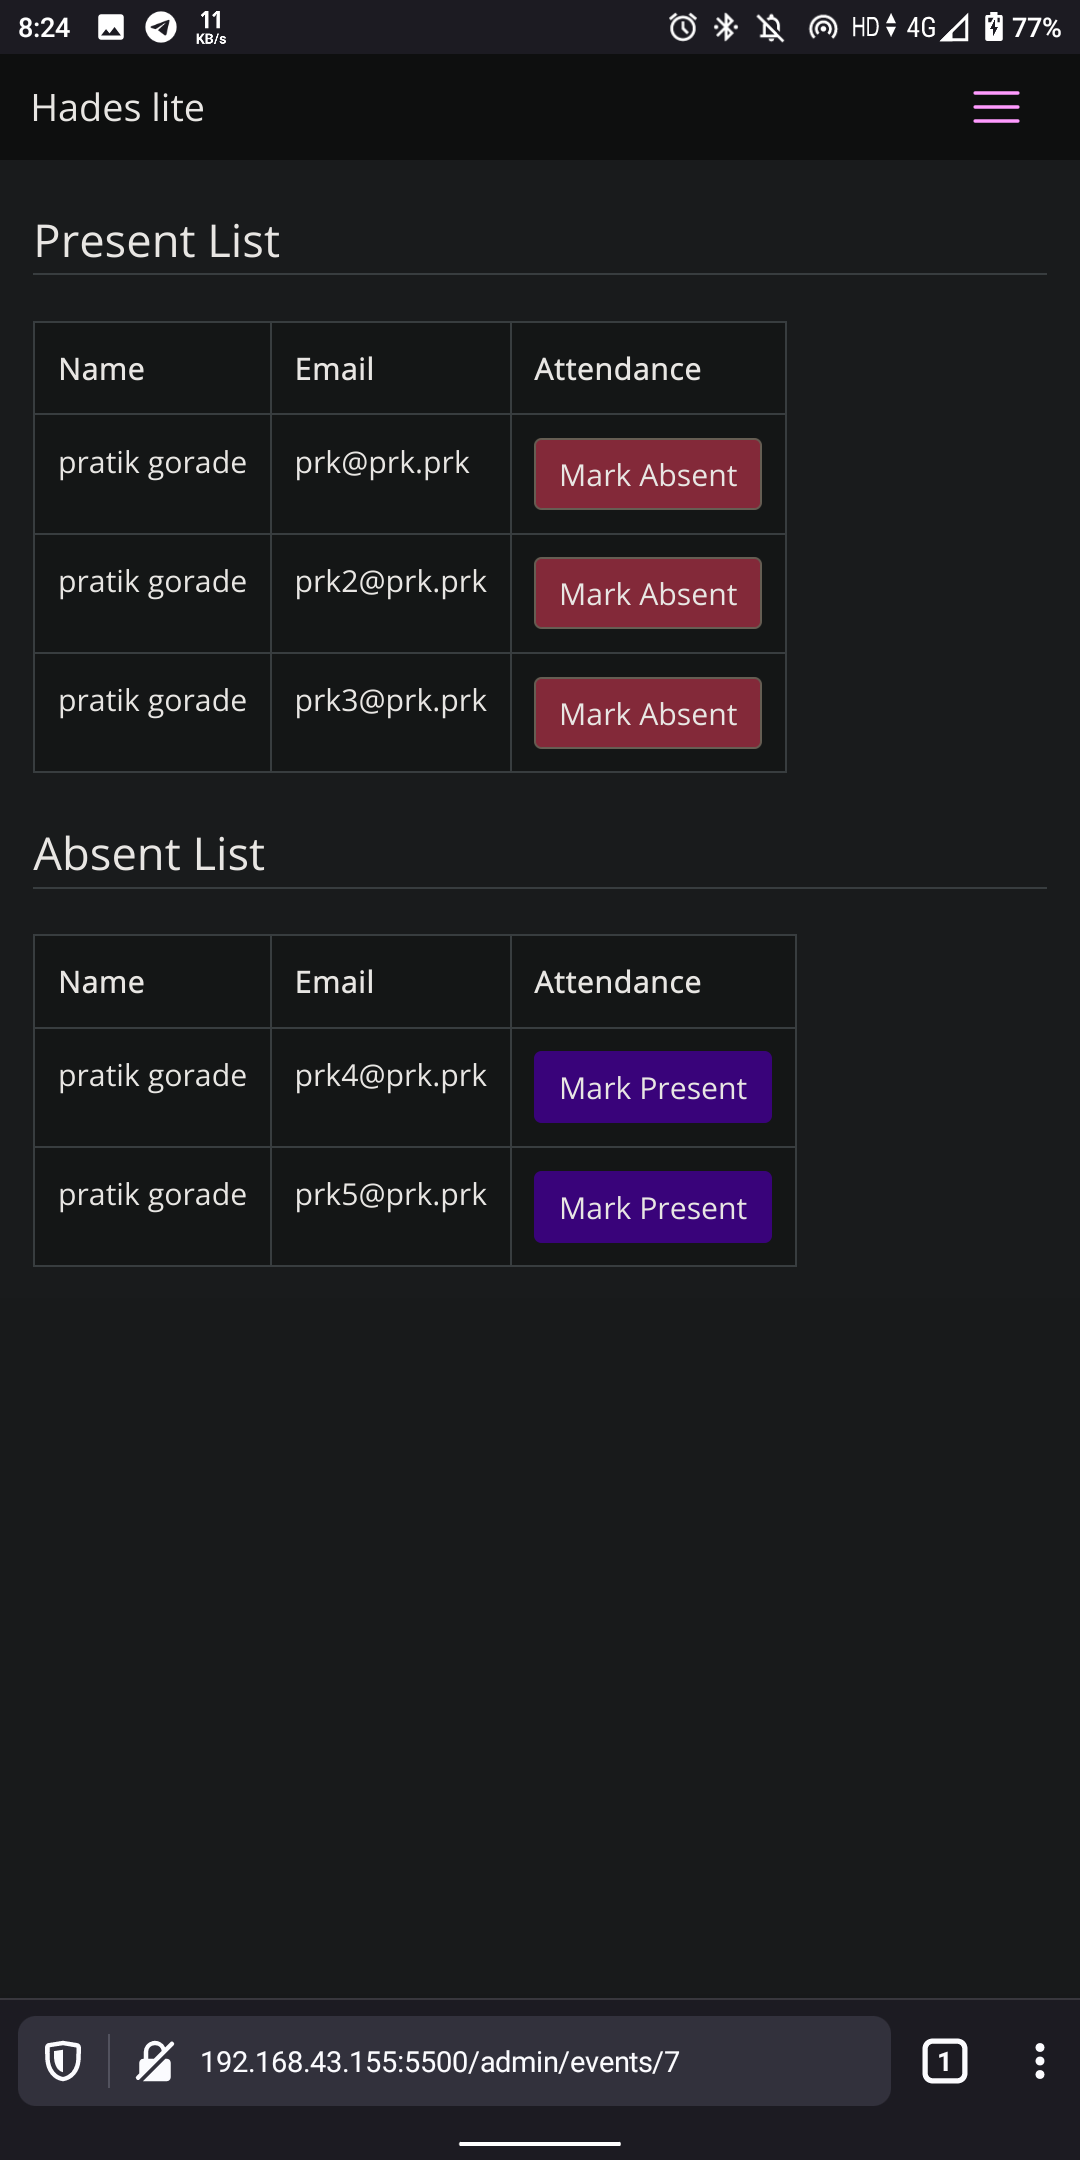 8:24 11 KB/s HD 4G 77%
Hades lite
Present List
Name Email Attendance
pratik gorade prk@prk.prk Mark Absent
pratik gorade prk2@prk.prk Mark Absent
pratik gorade prk3@prk.prk Mark Absent
Absent List
Name Email Attendance
pratik gorade prk4@prk.prk Mark Present
pratik gorade prk5@prk.prk Mark Present
192.168.43.155:5500/admin/events/7 1